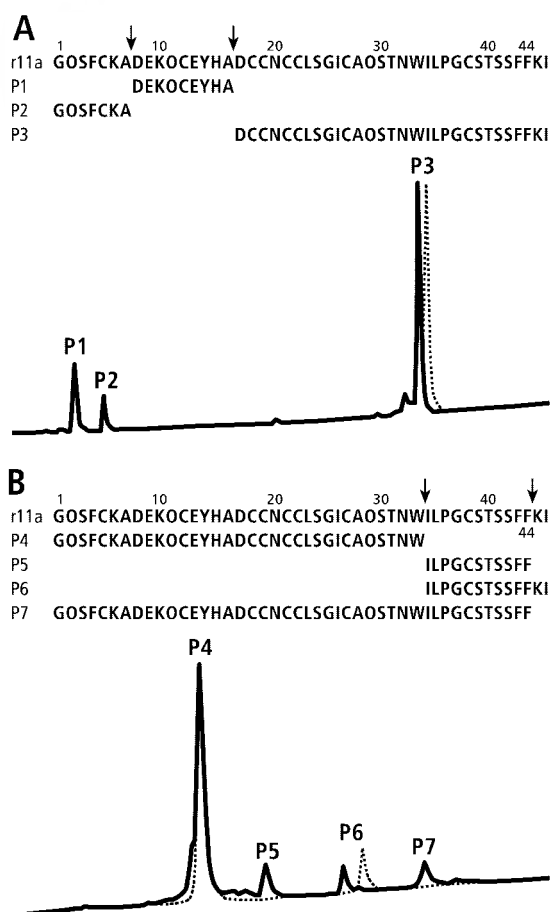 A
1 10 20 30 40 44
r11a GOSFCKADEKOCEYHADCCNCCLSGICAOSTNWILPGCSTSSFFKI
P1 DEKOCEYHA
P2 GOSFCKA
P3 DCCNCCLSGICAOSTNWILPGCSTSSFFKI
P3
P1
P2
B
1 10 20 30 40
r11a GOSFCKADEKOCEYHADCCNCCLSGICAOSTNWILPGCSTSSFFKI
44
P4 GOSFCKADEKOCEYHADCCNCCLSGICAOSTNW
P5 ILPGCSTSSFF
P6 ILPGCSTSSFFKI
P7 GOSFCKADEKOCEYHADCCNCCLSGICAOSTNWILPGCSTSSFF
P4
P5 P6 P7